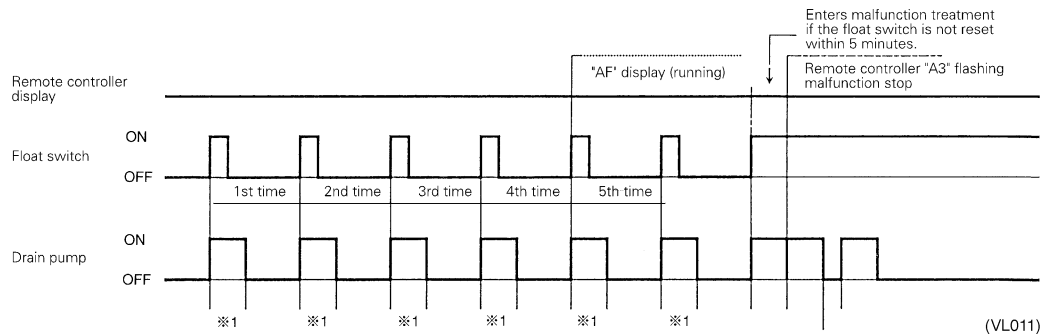 Enters malfunction treatment
if the float switch is not reset
within 5 minutes.
"AF" display (running)
Remote controller "A3" flashing
malfunction stop
Remote controller
display
ON
Float switch
OFF
1st time
2nd time
3rd time
4th time
5th time
ON
Drain pump
OFF
※1 ※1 ※1 ※1 ※1 ※1
(VL011)